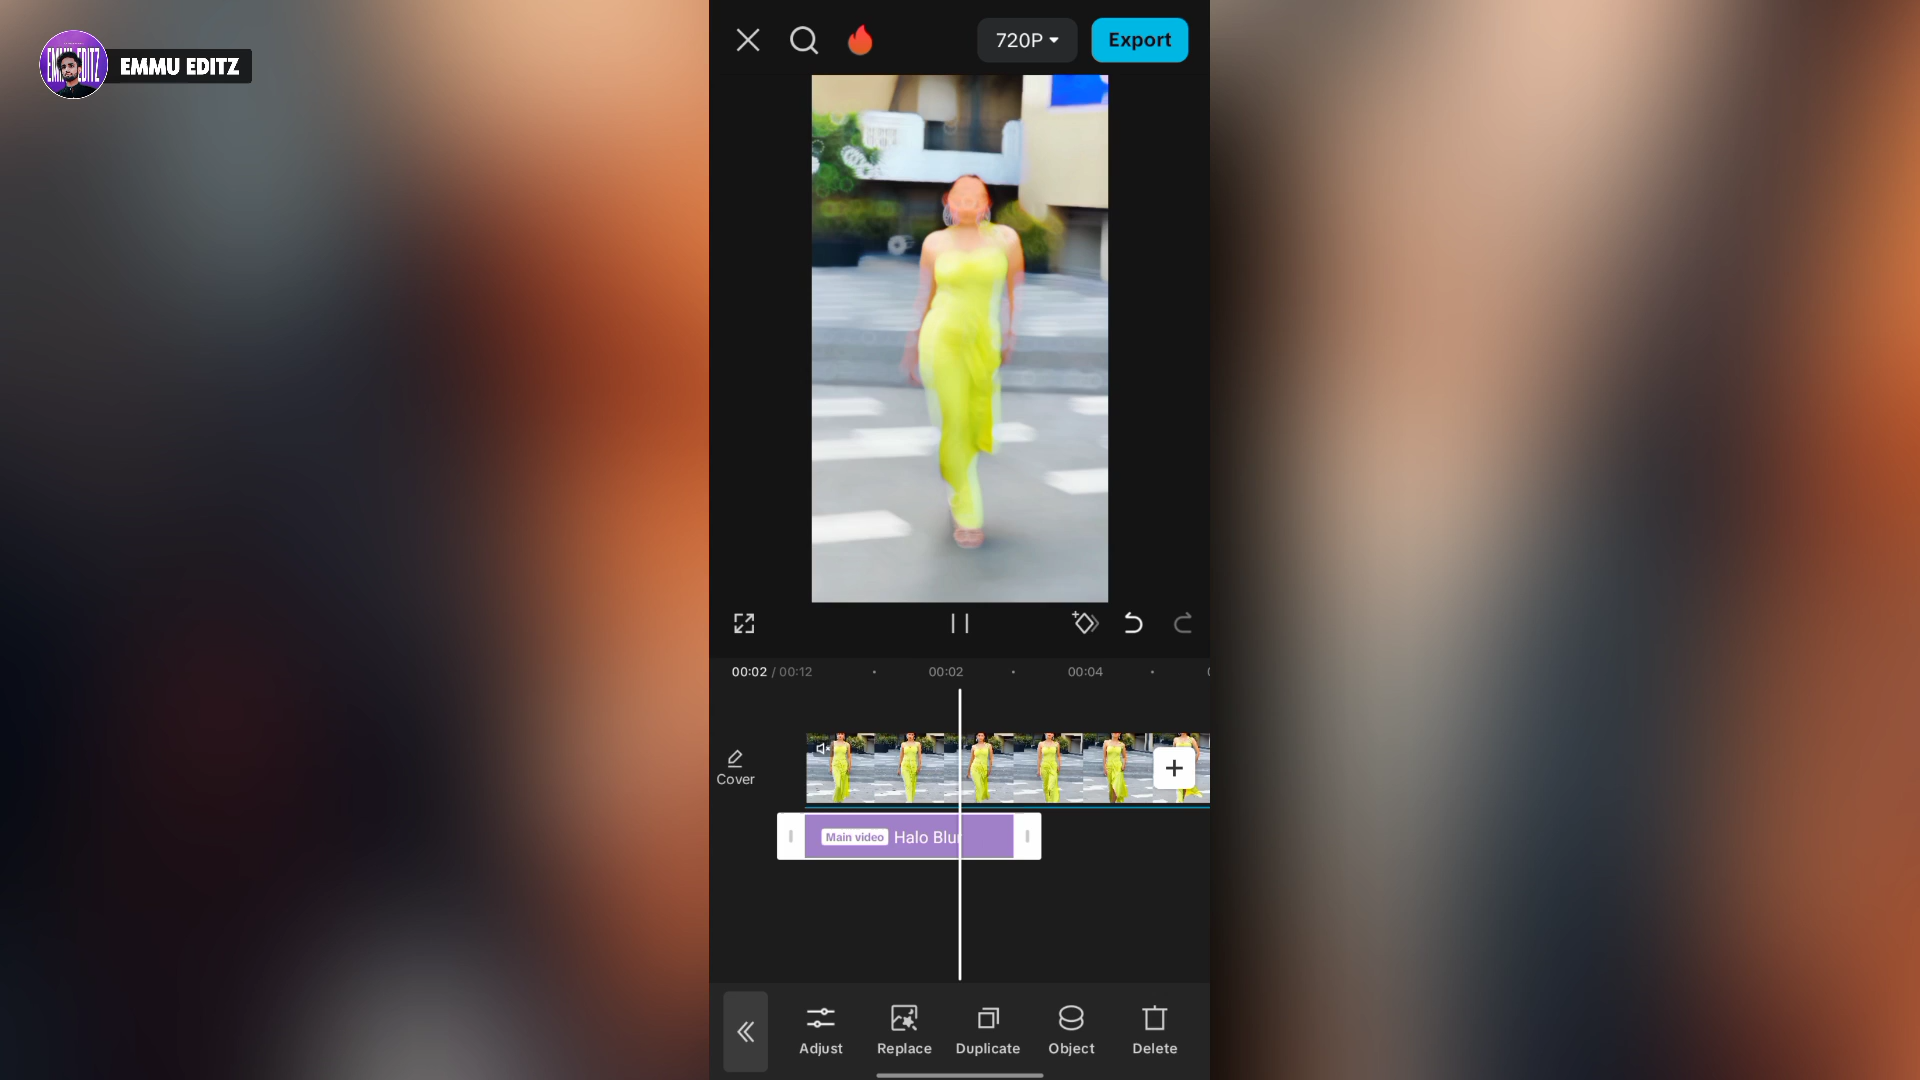 EMMU EDITZ
720P
Export
00:02 / 00:12
00:02
00:04
Cover
Main video
Halo Blur
Adjust
Replace
Duplicate
Object
Delete